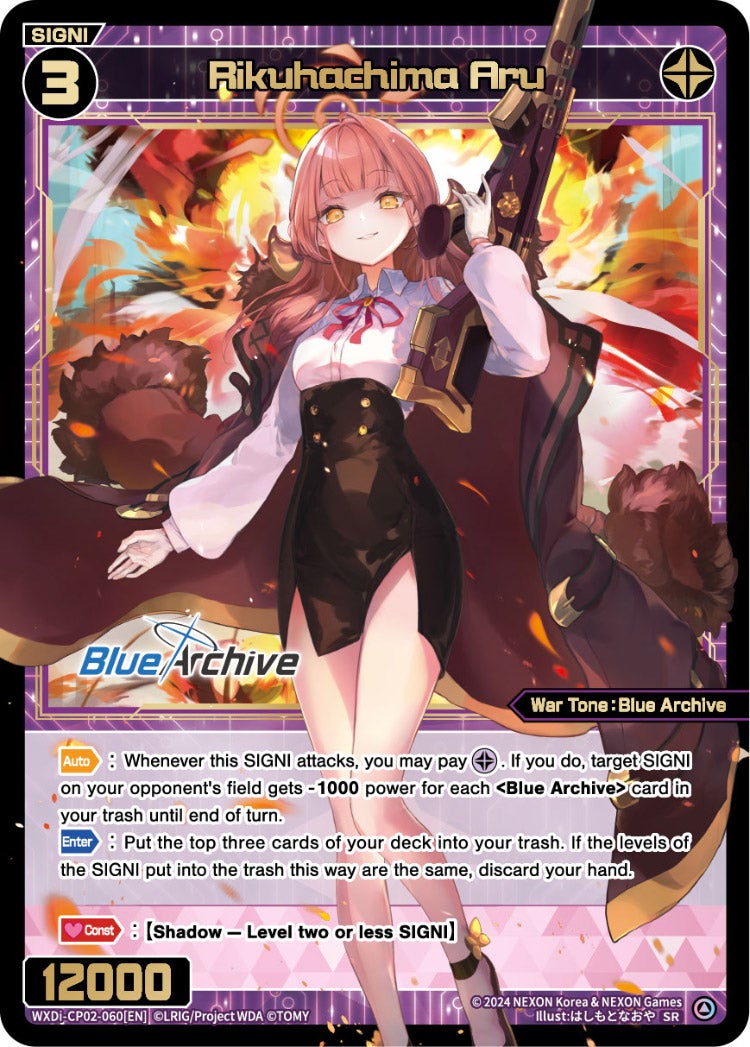 SIGNI
3
Rikuhachima Aru
Blue Archive
War Tone:Blue Archive
Auto : Whenever this SIGNI attacks, you may pay . If you do, target SIGNI
on your opponent's field gets -1000 power for each <Blue Archive> card in
your trash until end of turn.
Enter : Put the top three cards of your deck into your trash. If the levels of
the SIGNI put into the trash this way are the same, discard your hand.
Const : 【Shadow — Level two or less SIGNI】
12000
© 2024 NEXON Korea & NEXON Games
WXDi-CP02-060[EN] ©LRIG/Project WDA ©TOMY Illust:はしもとなおや SR